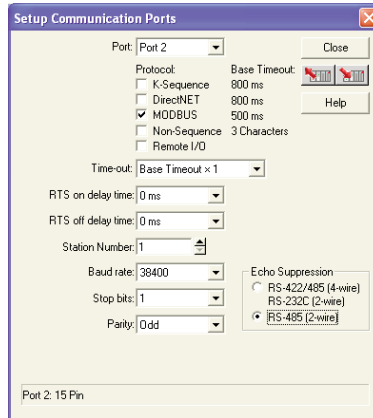 Setup Communication Ports
Port: Port 2
Close
Protocol: Base Timeout:
K-Sequence 800 ms
DirectNET 800 ms
Help
MODBUS 500 ms
Non-Sequence 3 Characters
Remote I/O
Time-out: Base Timeout × 1
RTS on delay time: 0 ms
RTS off delay time: 0 ms
Station Number: 1
Baud rate: 38400
Echo Suppression
RS-422/485 (4-wire)
RS-232C (2-wire)
Stop bits: 1
RS-485 (2-wire)
Parity: Odd
Port 2: 15 Pin